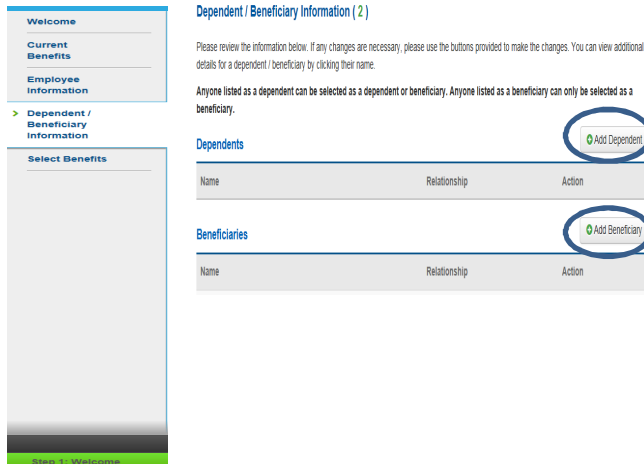 Welcome
Current
Benefits
Employee
Information
> Dependent /
Beneficiary
Information
Select Benefits
Step 1: Welcome
Dependent / Beneficiary Information ( 2 )
Please review the information below. If any changes are necessary, please use the buttons provided to make the changes. You can view additional
details for a dependent / beneficiary by clicking their name.
Anyone listed as a dependent can be selected as a dependent or beneficiary. Anyone listed as a beneficiary can only be selected as a
beneficiary.
Dependents
Add Dependent
Name Relationship Action
Beneficiaries
Add Beneficiary
Name Relationship Action